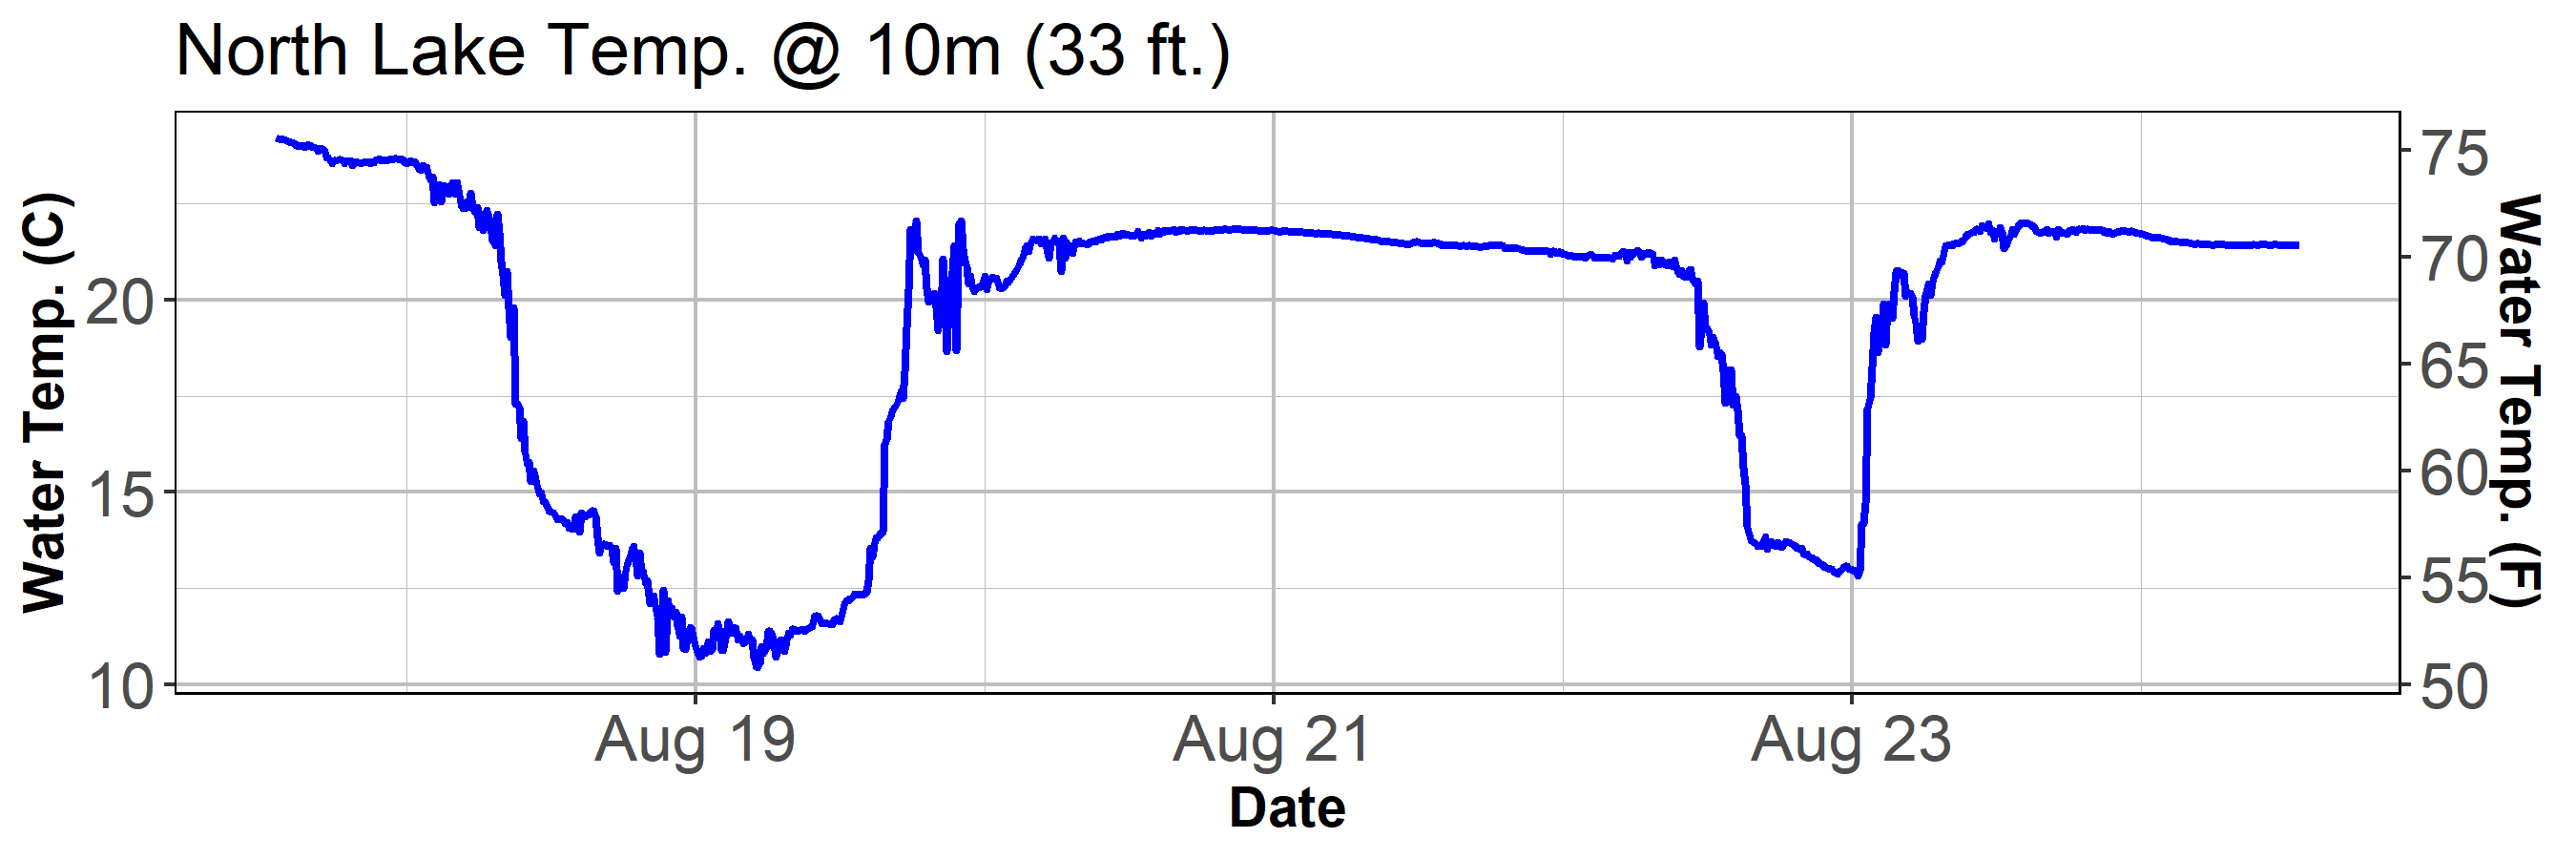 North Lake Temp. @ 10m (33 ft.)
Water Temp. (C)
20
15
10
75
70
65
60
55
50
Water Temp. (F)
Aug 19
Aug 21
Aug 23
Date